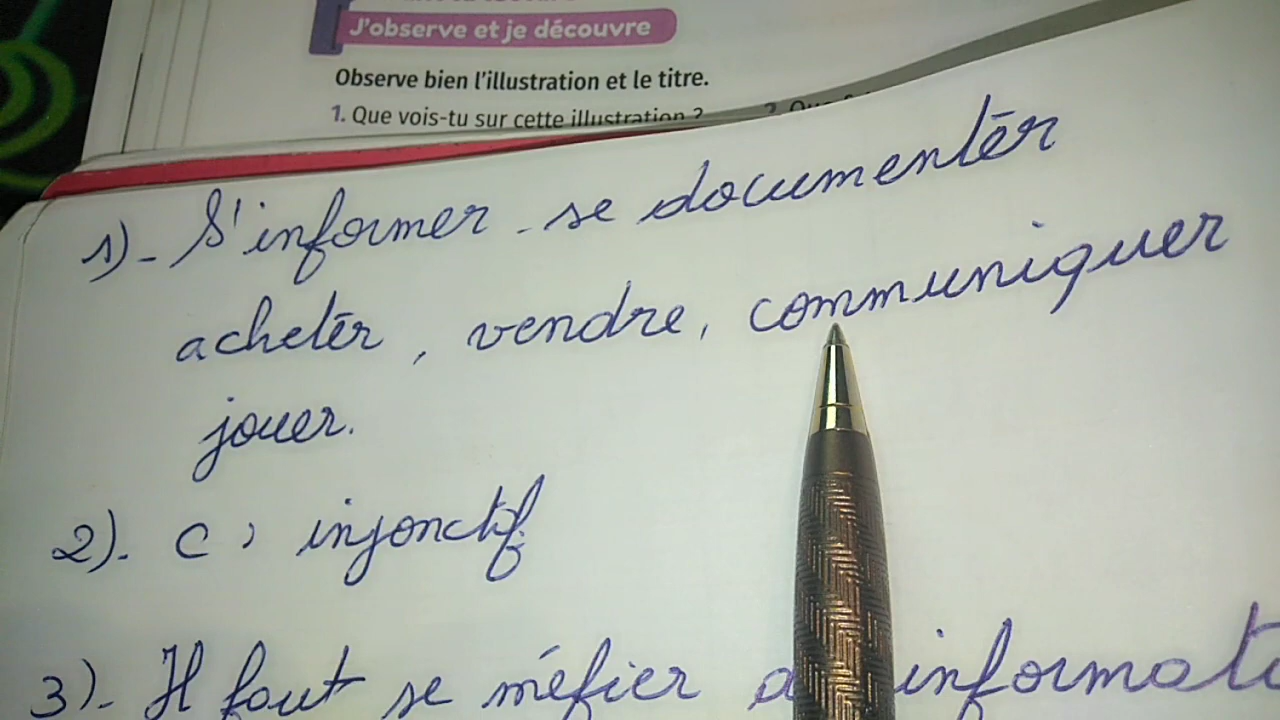 J'observe et je découvre
Observe bien l'illustration et le titre.
1. Que vois-tu sur cette illustration ? 2.
1)- S'informer - se documenter
acheter, vendre, communiquer
jouer.
2)- C) injonctif
3)- Il faut se méfier